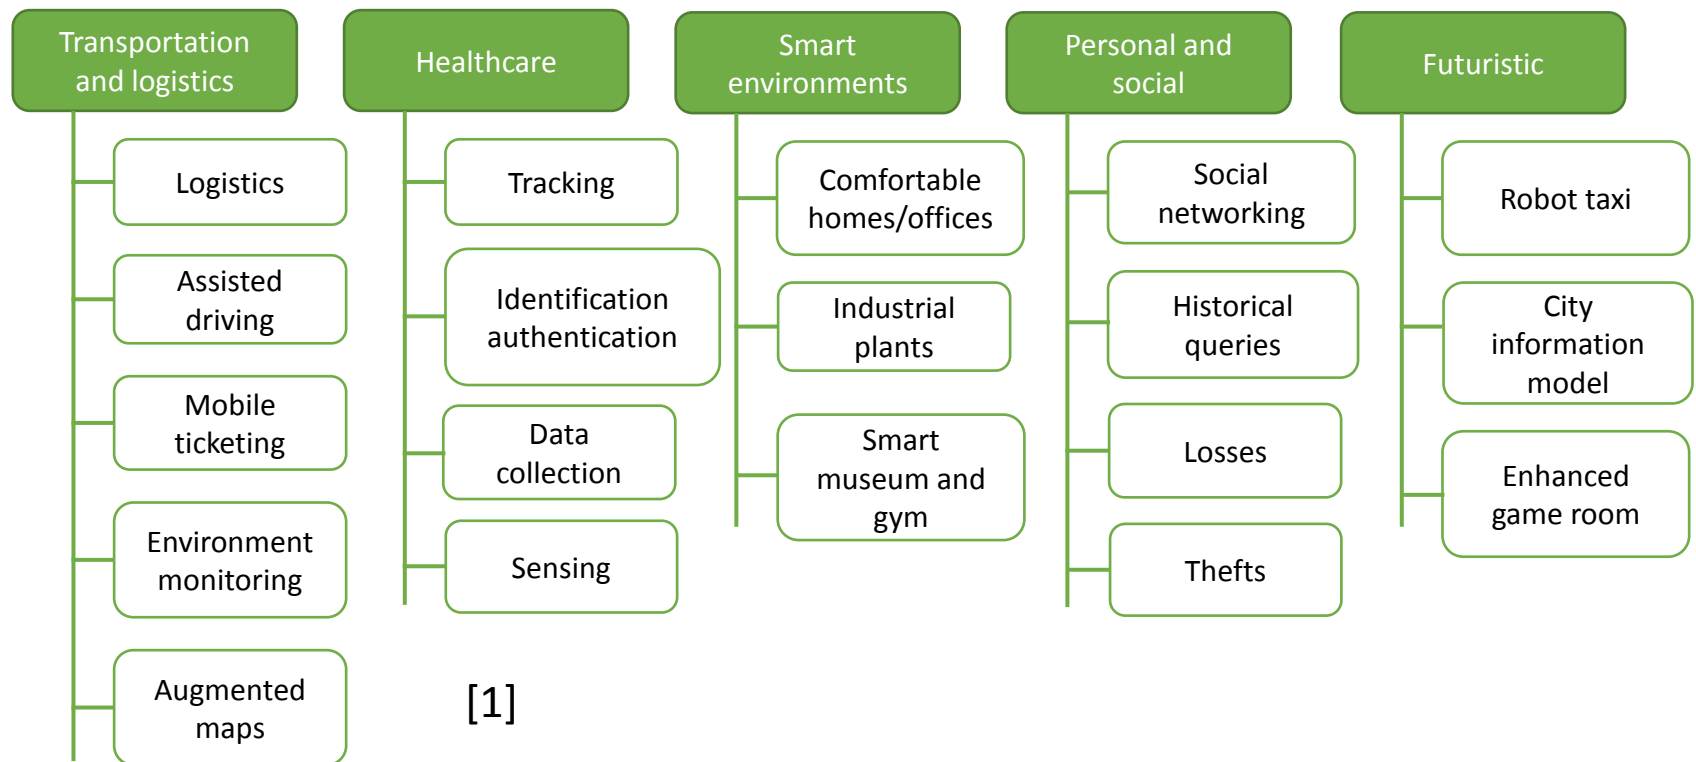 Transportation
and logistics
Logistics
Assisted
driving
Mobile
ticketing
Environment
monitoring
Augmented
maps
Healthcare
Tracking
Identification
authentication
Data
collection
Sensing
Smart
environments
Comfortable
homes/offices
Industrial
plants
Smart
museum and
gym
Personal and
social
Social
networking
Historical
queries
Losses
Thefts
Futuristic
Robot taxi
City
information
model
Enhanced
game room
[1]